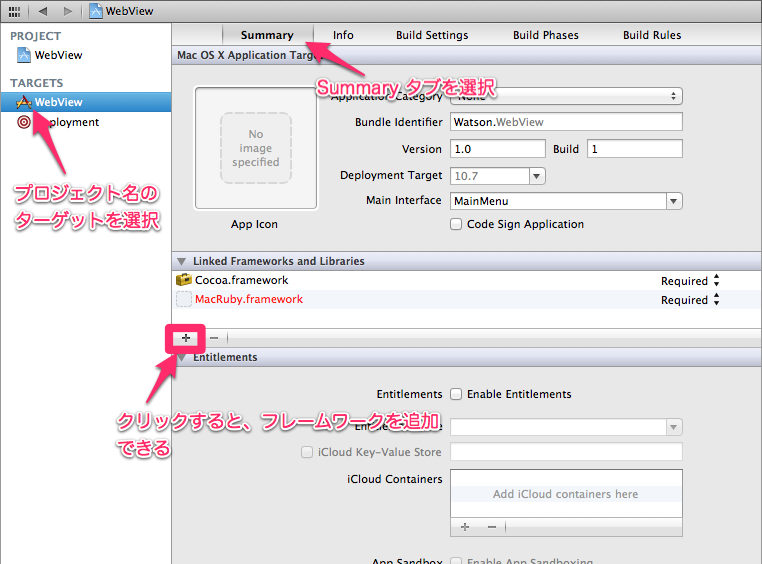 WebView
PROJECT
WebView
TARGETS
WebView
Deployment
プロジェクト名の
ターゲットを選択
Summary Info Build Settings Build Phases Build Rules
Mac OS X Application Target
Summary タブを選択
Application Category None
No
image
specified
App Icon
Bundle Identifier Watson.WebView
Version 1.0 Build 1
Deployment Target 10.7
Main Interface MainMenu
Code Sign Application
Linked Frameworks and Libraries
Cocoa.framework Required
MacRuby.framework Required
+ −
Entitlements
Entitlements Enable Entitlements
クリックすると、フレームワークを追加
できる
iCloud Key-Value Store
iCloud Containers
Add iCloud containers here
+ −
App Sandbox Enable App Sandboxing